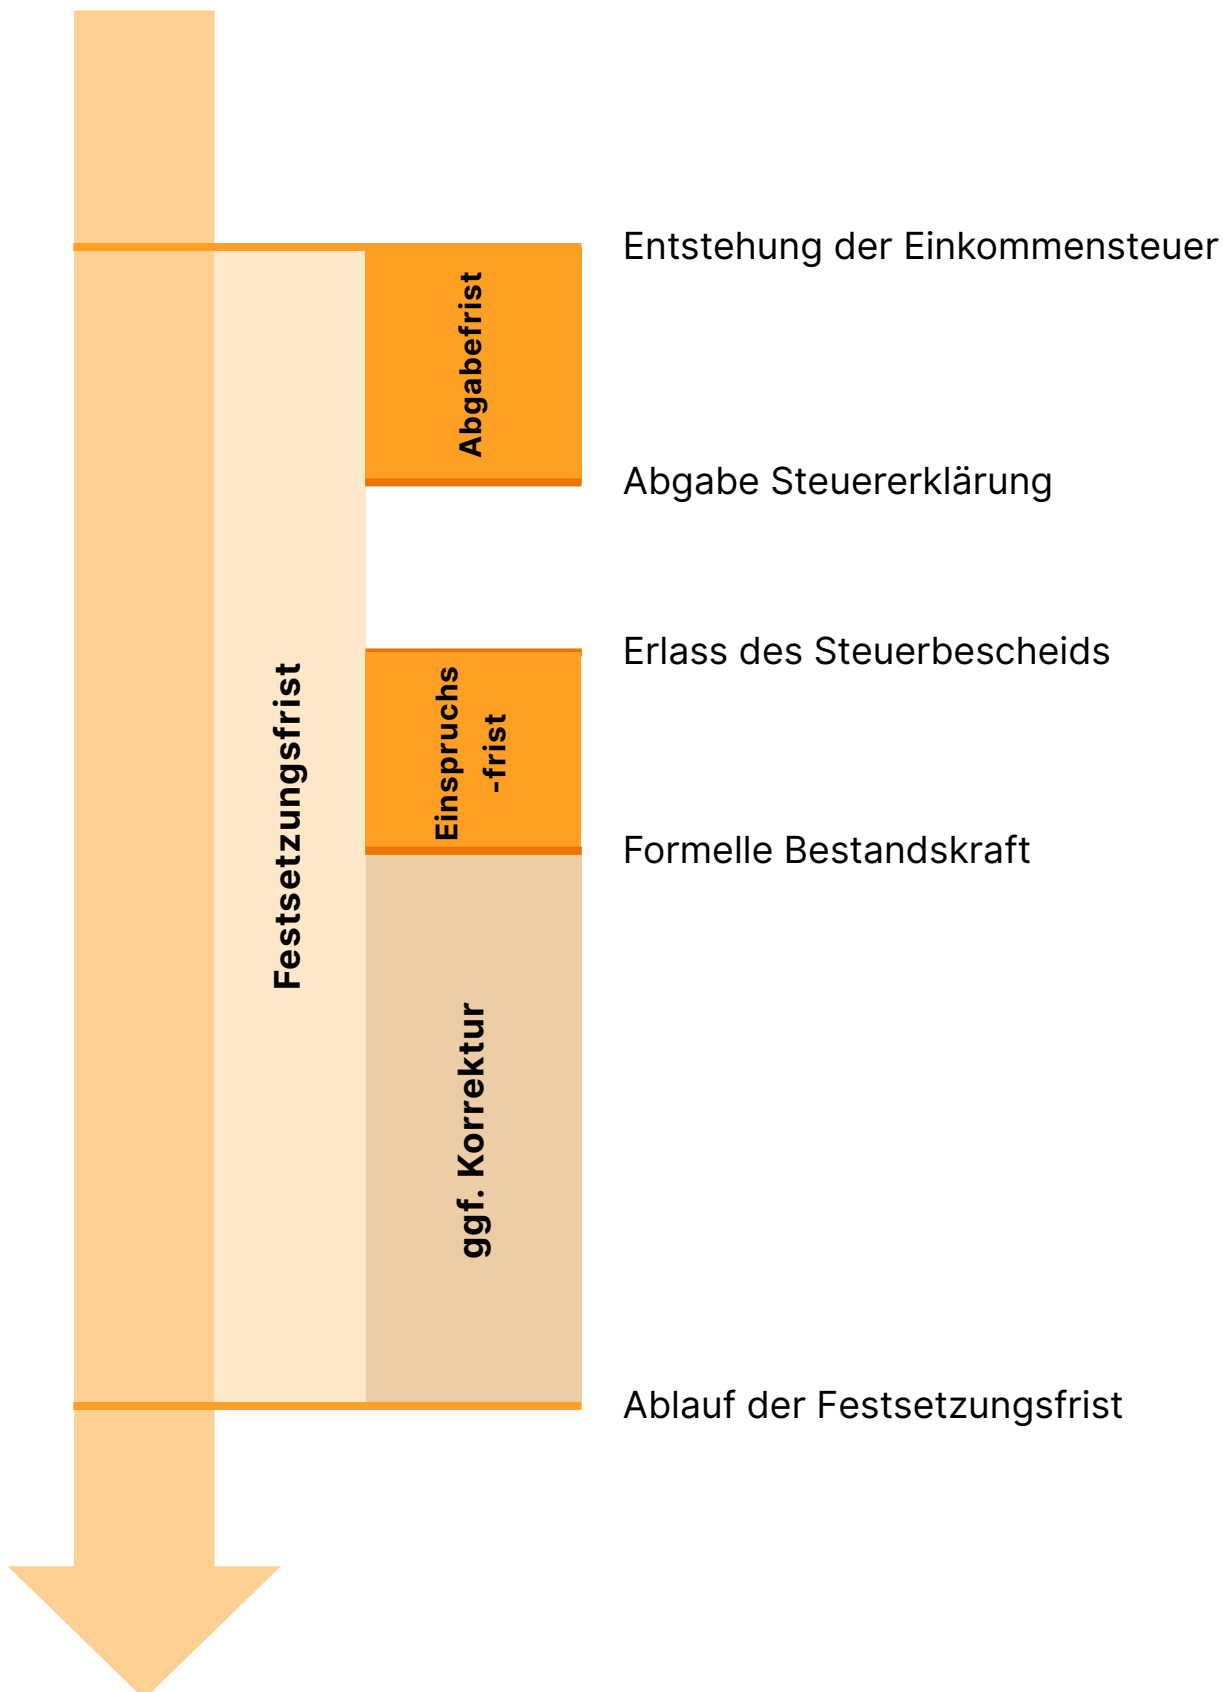 Entstehung der Einkommensteuer
Abgabefrist
Abgabe Steuererklärung
Erlass des Steuerbescheids
Festsetzungsfrist
Einspruchs
-frist
Formelle Bestandskraft
ggf. Korrektur
Ablauf der Festsetzungsfrist